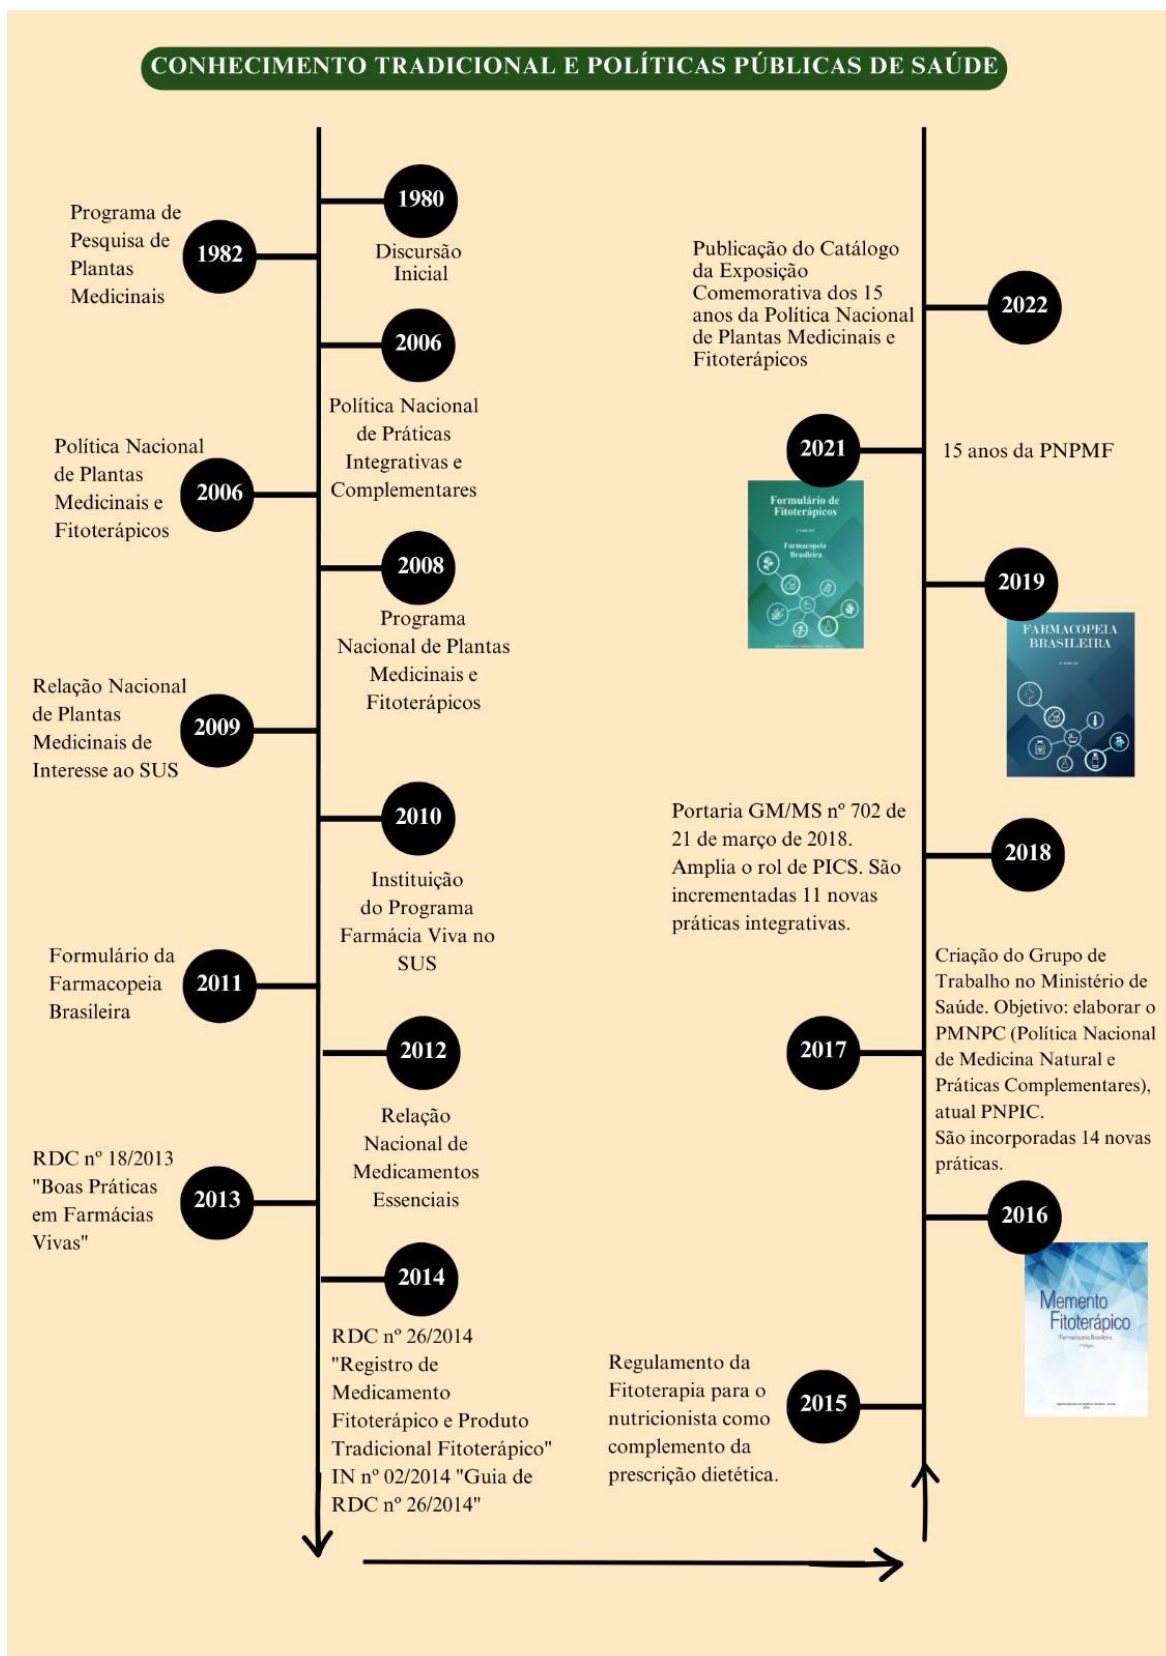 CONHECIMENTO TRADICIONAL E POLÍTICAS PÚBLICAS DE SAÚDE
1980
Discursão
Inicial
1982
Programa de
Pesquisa de
Plantas
Medicinais
2006
Política Nacional
de Práticas
Integrativas e
Complementares
2006
Política Nacional
de Plantas
Medicinais e
Fitoterápicos
2008
Programa
Nacional de Plantas
Medicinais e
Fitoterápicos
2009
Relação Nacional
de Plantas
Medicinais de
Interesse ao SUS
2010
Instituição
do Programa
Farmácia Viva no
SUS
2011
Formulário da
Farmacopeia
Brasileira
2012
Relação
Nacional de
Medicamentos
Essenciais
2013
RDC nº 18/2013
"Boas Práticas
em Farmácias
Vivas"
2014
RDC nº 26/2014
"Registro de
Medicamento
Fitoterápico e Produto
Tradicional Fitoterápico"
IN nº 02/2014 "Guia de
RDC nº 26/2014"
2015
Regulamento da
Fitoterapia para o
nutricionista como
complemento da
prescrição dietética.
2016
Memento
Fitoterápico
Farmacopeia Brasileira
2017
Criação do Grupo de
Trabalho no Ministério de
Saúde. Objetivo: elaborar o
PMNPC (Política Nacional
de Medicina Natural e
Práticas Complementares),
atual PNPIC.
São incorporadas 14 novas
práticas.
2018
Portaria GM/MS nº 702 de
21 de março de 2018.
Amplia o rol de PICS. São
incrementadas 11 novas
práticas integrativas.
2019
FARMACOPEIA
BRASILEIRA
2021
15 anos da PNPMF
Formulário de
Fitoterápicos
Farmacopeia
Brasileira
2022
Publicação do Catálogo
da Exposição
Comemorativa dos 15
anos da Política Nacional
de Plantas Medicinais e
Fitoterápicos